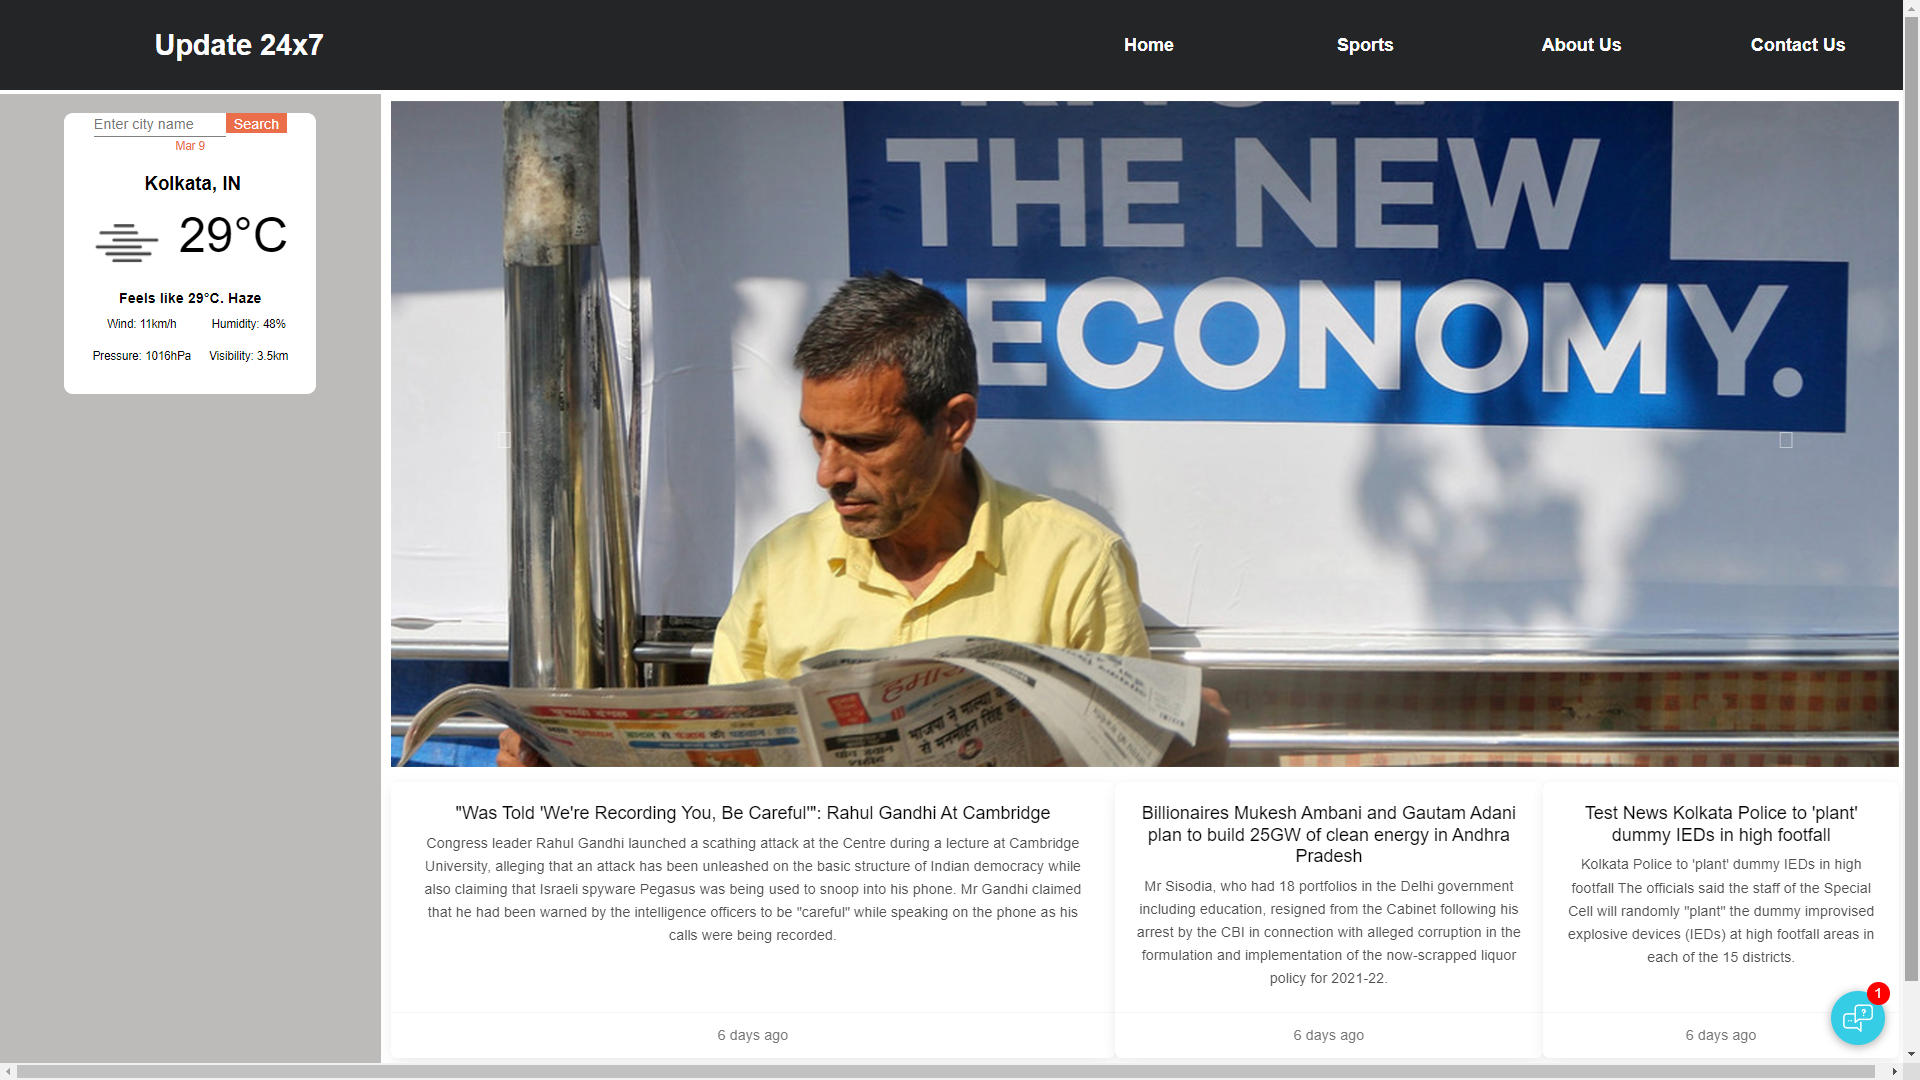 Update 24x7
Home
Sports
About Us
Contact Us
Enter city name
Search
Mar 9
Kolkata, IN
29°C
Feels like 29°C. Haze
Wind: 11km/h
Humidity: 48%
Pressure: 1016hPa
Visibility: 3.5km
THE NEW
ECONOMY.
भाजपा ने माल्या
से मनमोहन सिंह का
"Was Told 'We're Recording You, Be Careful'": Rahul Gandhi At Cambridge
Congress leader Rahul Gandhi launched a scathing attack at the Centre during a lecture at Cambridge
University, alleging that an attack has been unleashed on the basic structure of Indian democracy while
also claiming that Israeli spyware Pegasus was being used to snoop into his phone. Mr Gandhi claimed
that he had been warned by the intelligence officers to be "careful" while speaking on the phone as his
calls were being recorded.
6 days ago
Billionaires Mukesh Ambani and Gautam Adani
plan to build 25GW of clean energy in Andhra
Pradesh
Mr Sisodia, who had 18 portfolios in the Delhi government
including education, resigned from the Cabinet following his
arrest by the CBI in connection with alleged corruption in the
formulation and implementation of the now-scrapped liquor
policy for 2021-22.
6 days ago
Test News Kolkata Police to 'plant'
dummy IEDs in high footfall
Kolkata Police to 'plant' dummy IEDs in high
footfall The officials said the staff of the Special
Cell will randomly "plant" the dummy improvised
explosive devices (IEDs) at high footfall areas in
each of the 15 districts.
6 days ago
1